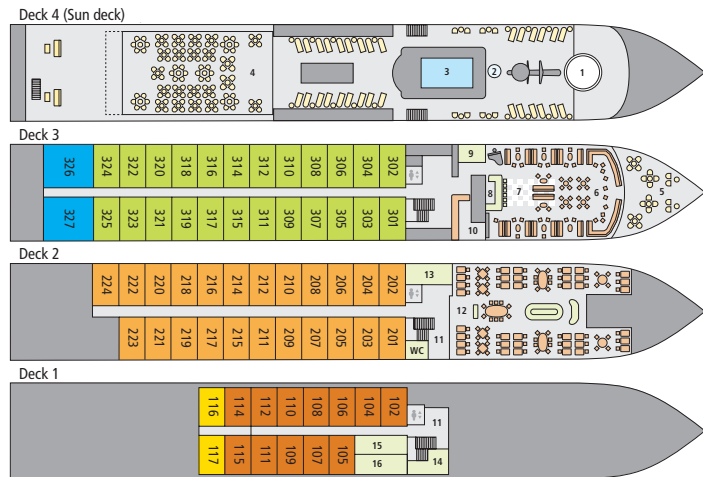 Deck 4 (Sun deck)
4
3
2
1
Deck 3
326 324 322 320 318 316 314 312 310 308 306 304 302
9
8
7
6
5
327 325 323 321 319 317 315 311 309 307 305 303 301
10
Deck 2
224 222 220 218 216 214 212 210 208 206 204 202
13
12
223 221 219 217 215 211 209 207 205 203 201
WC
11
Deck 1
116 114 112 110 108 106 104 102
11
117 115 111 109 107 105
15
16
14